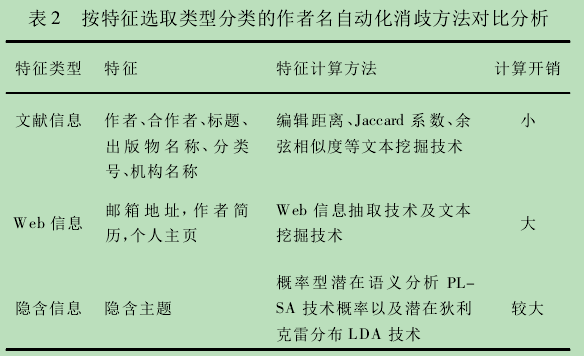 表2 按特征选取类型分类的作者名自动化消歧方法对比分析
特征类型 特征 特征计算方法 计算开销
文献信息 作者、合作者、标题、 编辑距离、Jaccard 系数、余 小
出版物名称、分类 弦相似度等文本挖掘技术
号、机构名称
Web 信息 邮箱地址,作者简 Web 信息抽取技术及文本 大
历,个人主页 挖掘技术
隐含信息 隐含主题 概率型潜在语义分析 PL- 较大
SA 技术概率以及潜在狄利
克雷分布 LDA 技术